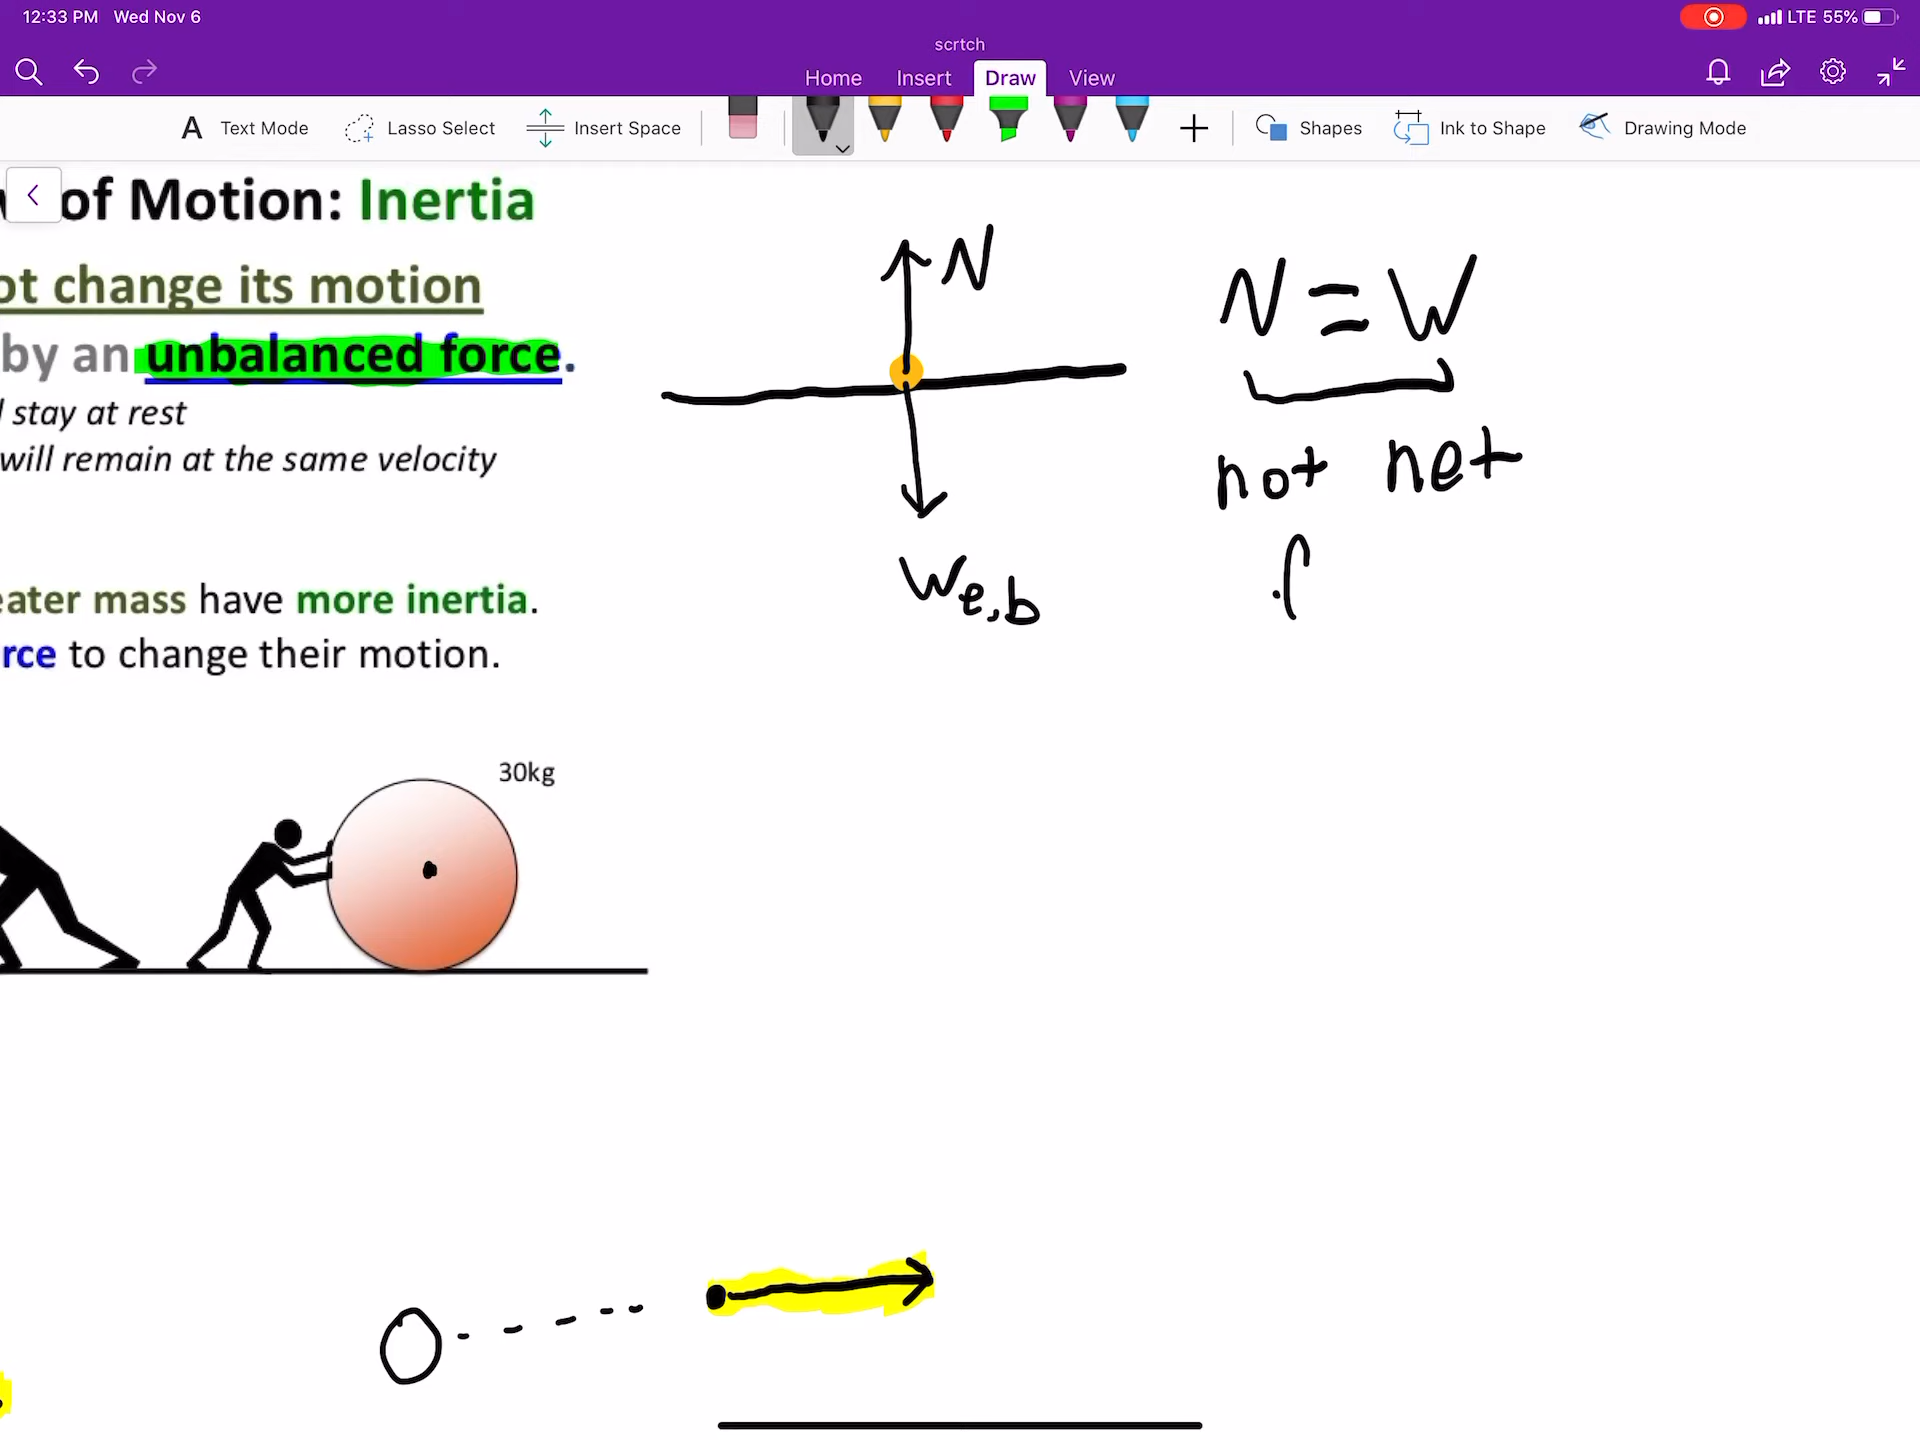 12:33 PM Wed Nov 6
LTE 55%
scrtch
Home Insert Draw View
A Text Mode Lasso Select Insert Space Shapes Ink to Shape Drawing Mode
of Motion: Inertia
ot change its motion
by an unbalanced force.
stay at rest
will remain at the same velocity
eater mass have more inertia.
rce to change their motion.
30kg
N
We,b
N = W
not net
f